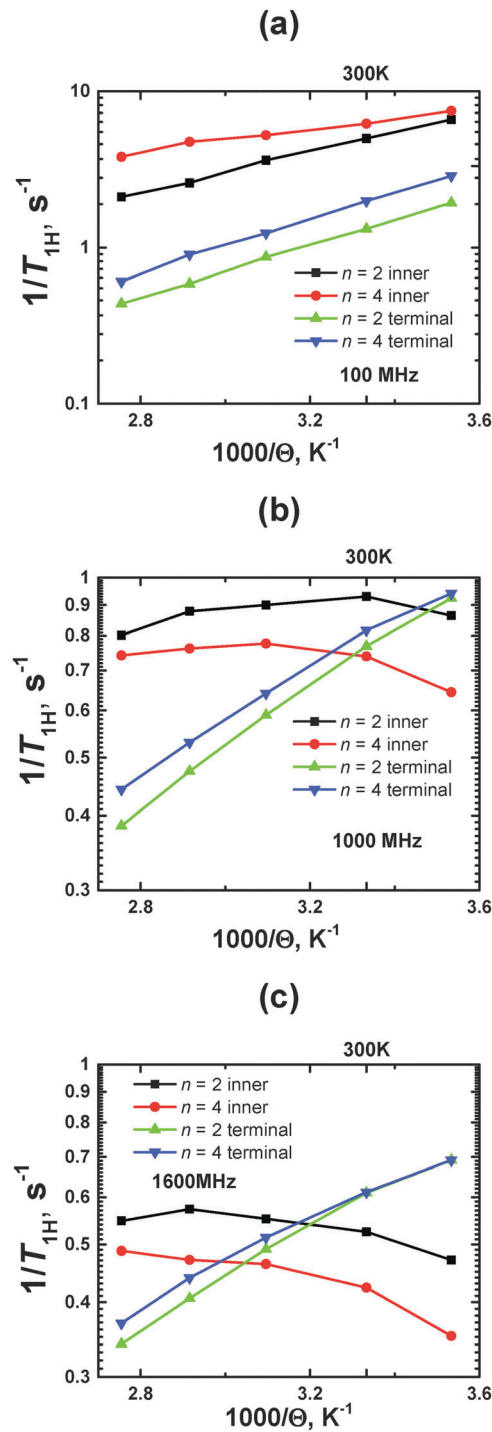 (a)
300K
10
1
0.1
1/T1H, s-1
n = 2 inner
n = 4 inner
n = 2 terminal
n = 4 terminal
100 MHz
2.8 3.2 3.6
1000/Θ, K-1
(b)
300K
1
0.9
0.8
0.7
0.6
0.5
0.4
0.3
1/T1H, s-1
n = 2 inner
n = 4 inner
n = 2 terminal
n = 4 terminal
1000 MHz
2.8 3.2 3.6
1000/Θ, K-1
(c)
300K
1
0.9
0.8
0.7
0.6
0.5
0.4
0.3
1/T1H, s-1
n = 2 inner
n = 4 inner
n = 2 terminal
n = 4 terminal
1600MHz
2.8 3.2 3.6
1000/Θ, K-1